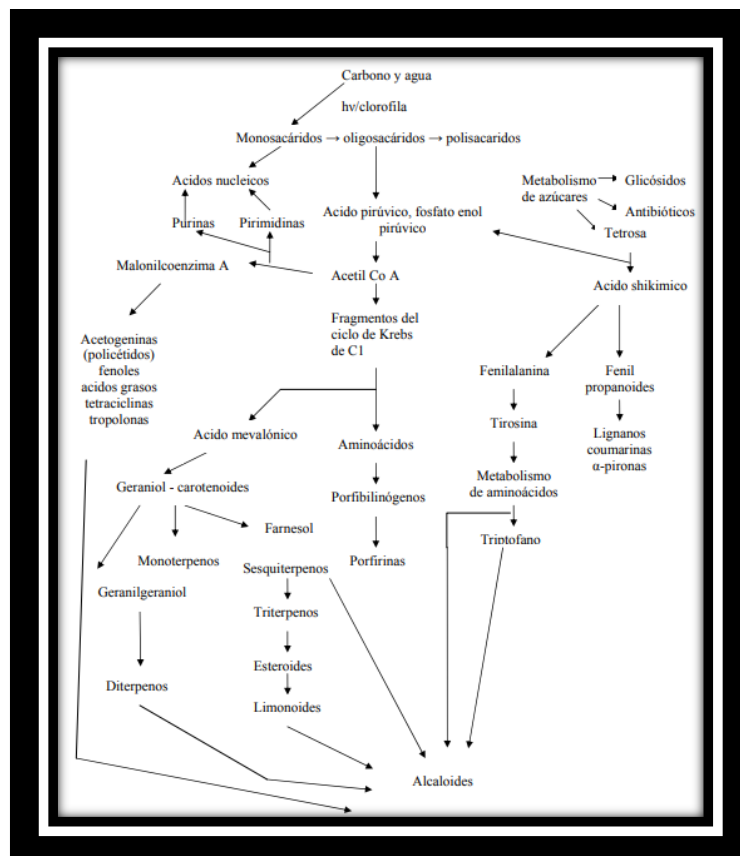 Carbono y agua
hν/clorofila
Monosacáridos → oligosacáridos → polisacaridos
Acidos nucleicos
Metabolismo
de azúcares
Glicósidos
Antibióticos
Tetrosa
Purinas
Pirimidinas
Acido pirúvico, fosfato enol
pirúvico
Malonilcoenzima A
Acetil Co A
Acido shikimico
Fragmentos del
ciclo de Krebs
de C1
Acetogeninas
(policétidos)
fenoles
acidos grasos
tetraciclinas
tropolonas
Fenilalanina
Fenil
propanoides
Tirosina
Lignanos
coumarinas
α-pironas
Acido mevalónico
Aminoácidos
Metabolismo
de aminoácidos
Geraniol - carotenoides
Porfibilinógenos
Farnesol
Triptofano
Monoterpenos
Sesquiterpenos
Porfirinas
Geranilgeraniol
Triterpenos
Esteroides
Diterpenos
Limonoides
Alcaloides